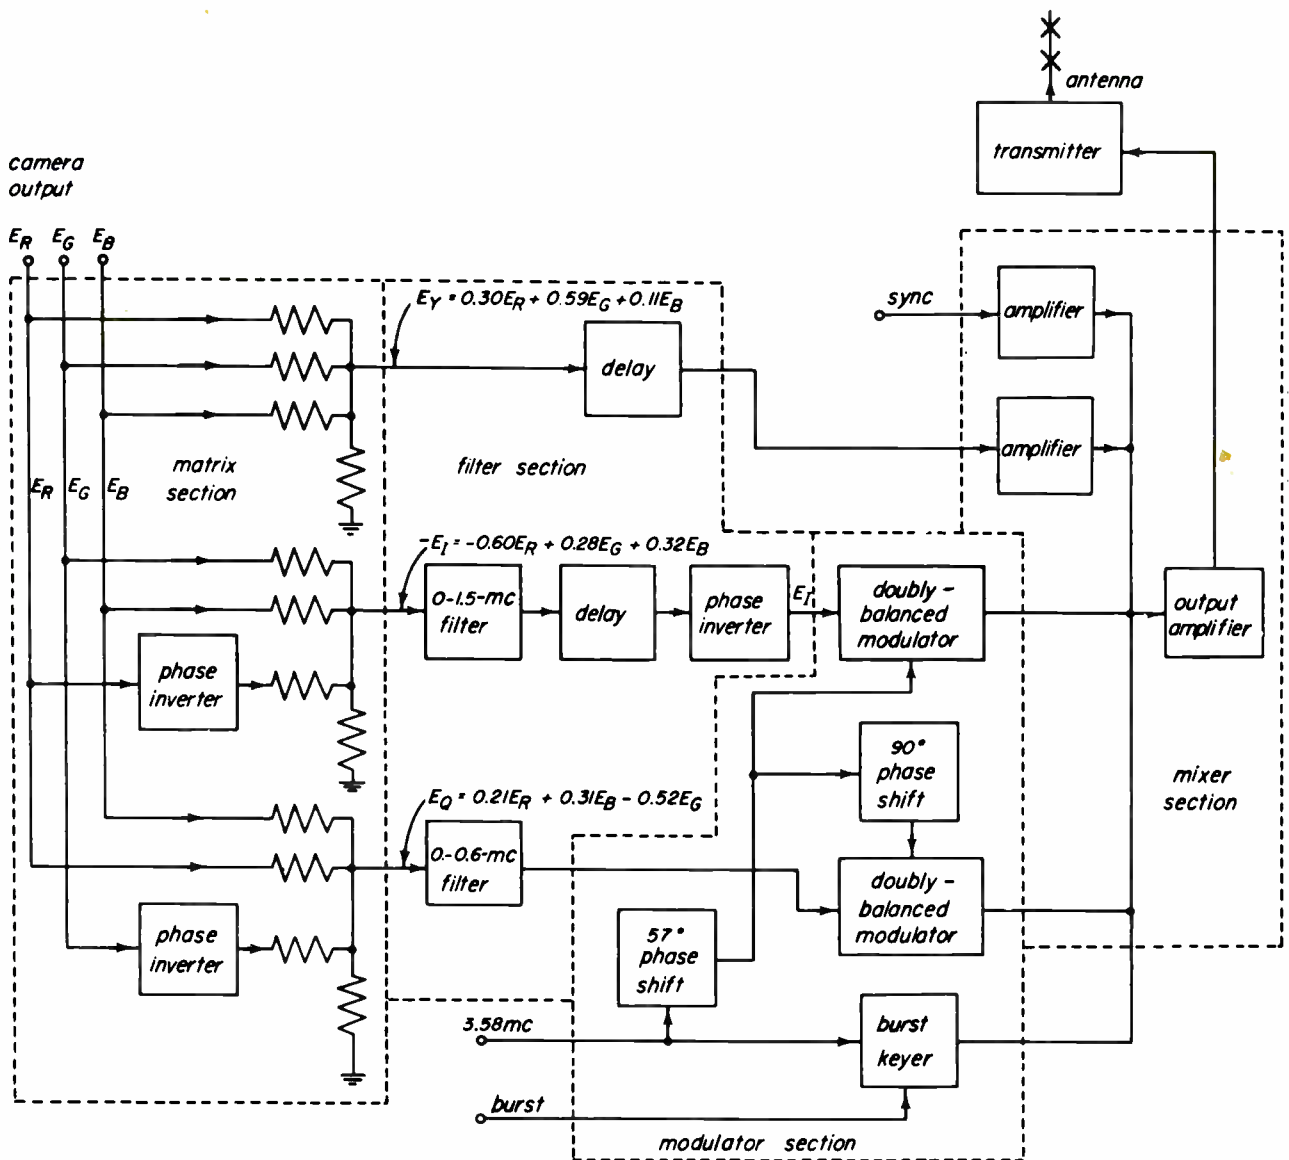 antenna
transmitter
camera
output
E_R E_G E_B
E_Y = 0.30E_R + 0.59E_G + 0.11E_B
sync
amplifier
delay
amplifier
matrix
section
filter section
E_R E_G E_B
-E_I = -0.60E_R + 0.28E_G + 0.32E_B
0-1.5-mc
filter
delay
phase
inverter
E_I
doubly-
balanced
modulator
output
amplifier
phase
inverter
90°
phase
shift
mixer
section
E_Q = 0.21E_R + 0.31E_B - 0.52E_G
0.-0.6-mc
filter
doubly-
balanced
modulator
phase
inverter
57°
phase
shift
3.58mc
burst
keyer
burst
modulator section